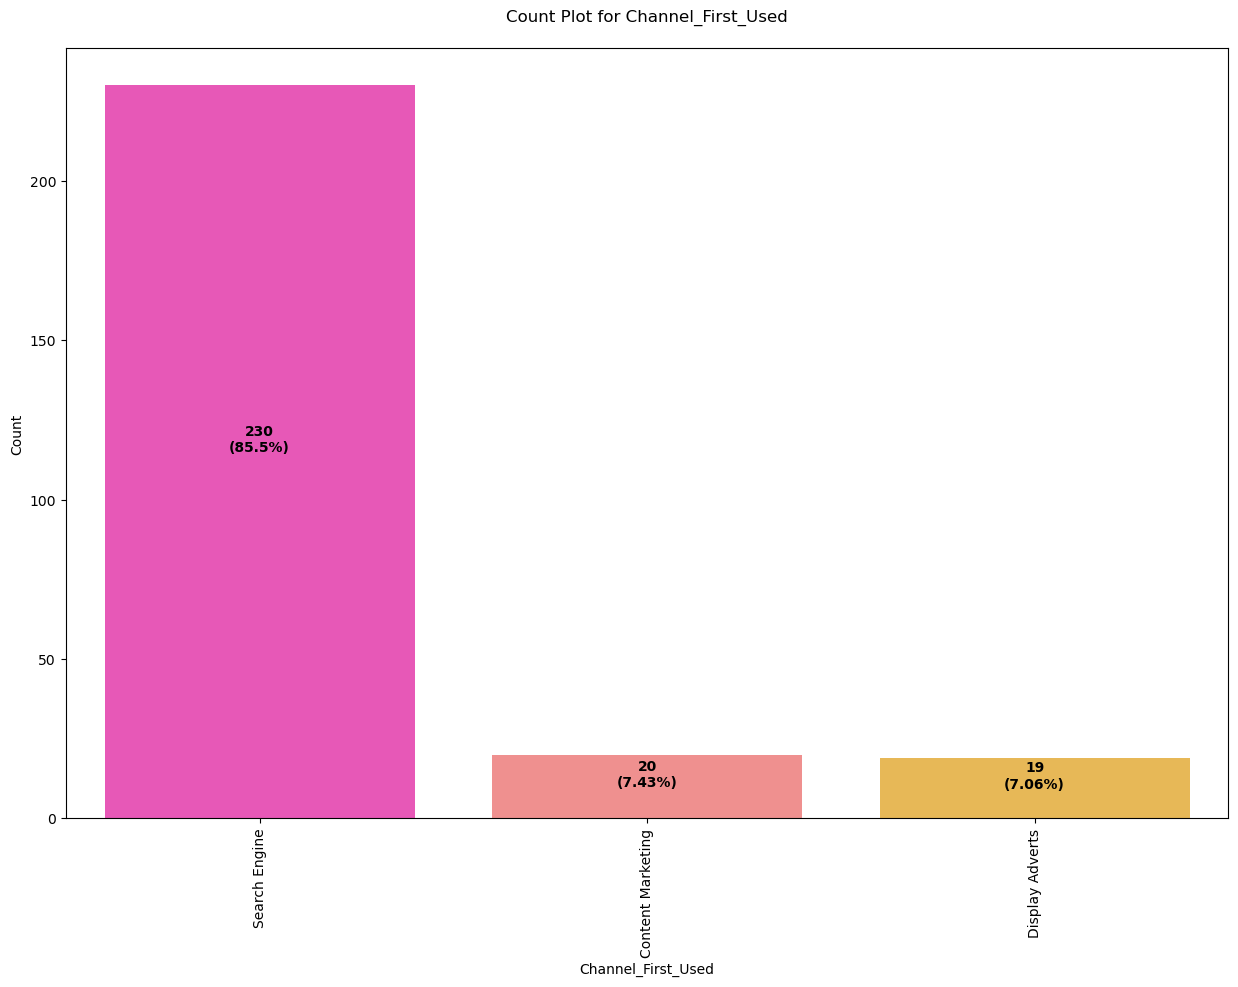 Count Plot for Channel_First_Used
Count
200
150
100
50
0
230
(85.5%)
20
(7.43%)
19
(7.06%)
Search Engine
Content Marketing
Display Adverts
Channel_First_Used